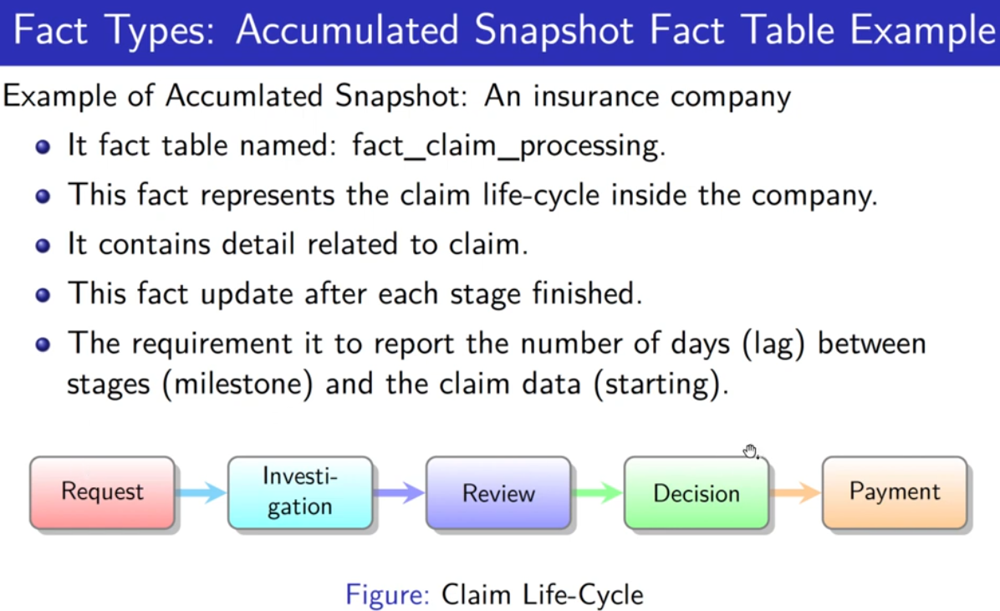 Fact Types: Accumulated Snapshot Fact Table Example
Example of Accumlated Snapshot: An insurance company
It fact table named: fact_claim_processing.
This fact represents the claim life-cycle inside the company.
It contains detail related to claim.
This fact update after each stage finished.
The requirement it to report the number of days (lag) between
stages (milestone) and the claim data (starting).
Request
Investi-
gation
Review
Decision
Payment
Figure: Claim Life-Cycle